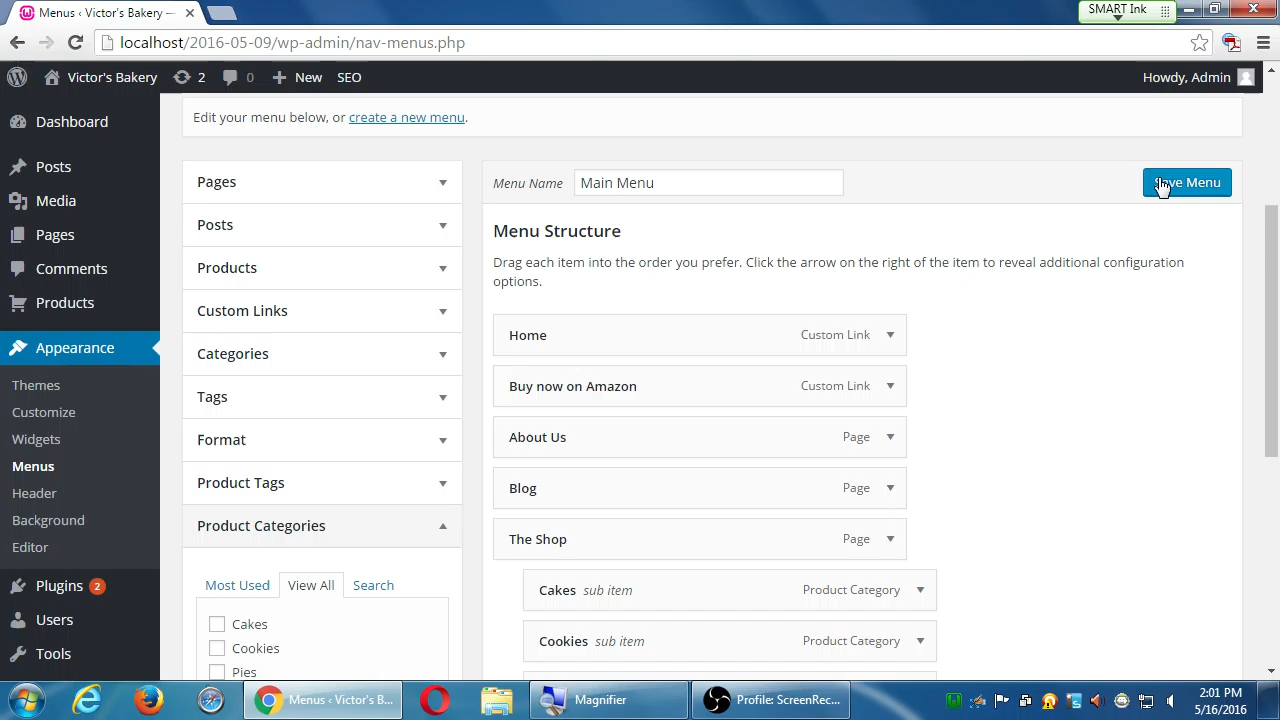 Menus ‹ Victor's Bakery —
SMART Ink
localhost/2016-05-09/wp-admin/nav-menus.php
Victor's Bakery
2
0
New
SEO
Howdy, Admin
Dashboard
Posts
Media
Pages
Comments
Products
Appearance
Themes
Customize
Widgets
Menus
Header
Background
Editor
Plugins 2
Users
Tools
Edit your menu below, or create a new menu.
Pages
Posts
Products
Custom Links
Categories
Tags
Format
Product Tags
Product Categories
Most Used
View All
Search
Cakes
Cookies
Pies
Menu Name
Main Menu
Save Menu
Menu Structure
Drag each item into the order you prefer. Click the arrow on the right of the item to reveal additional configuration
options.
Home Custom Link
Buy now on Amazon Custom Link
About Us Page
Blog Page
The Shop Page
Cakes sub item Product Category
Cookies sub item Product Category
Menus ‹ Victor's B...
Magnifier
Profile: ScreenRec...
2:01 PM
5/16/2016